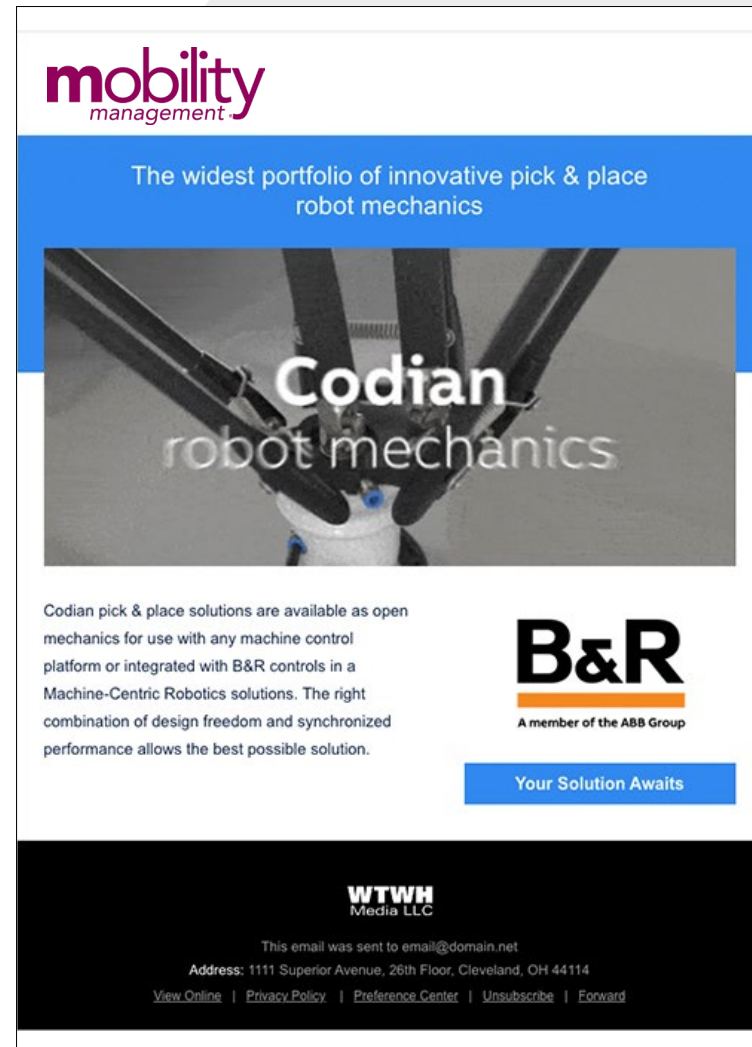 mobility
management
The widest portfolio of innovative pick & place
robot mechanics
Codian
robot mechanics
Codian pick & place solutions are available as open
mechanics for use with any machine control
platform or integrated with B&R controls in a
Machine-Centric Robotics solutions. The right
combination of design freedom and synchronized
performance allows the best possible solution.
B&R
A member of the ABB Group
Your Solution Awaits
WTWH
Media LLC
This email was sent to email@domain.net
Address: 1111 Superior Avenue, 26th Floor, Cleveland, OH 44114
View Online | Privacy Policy | Preference Center | Unsubscribe | Forward